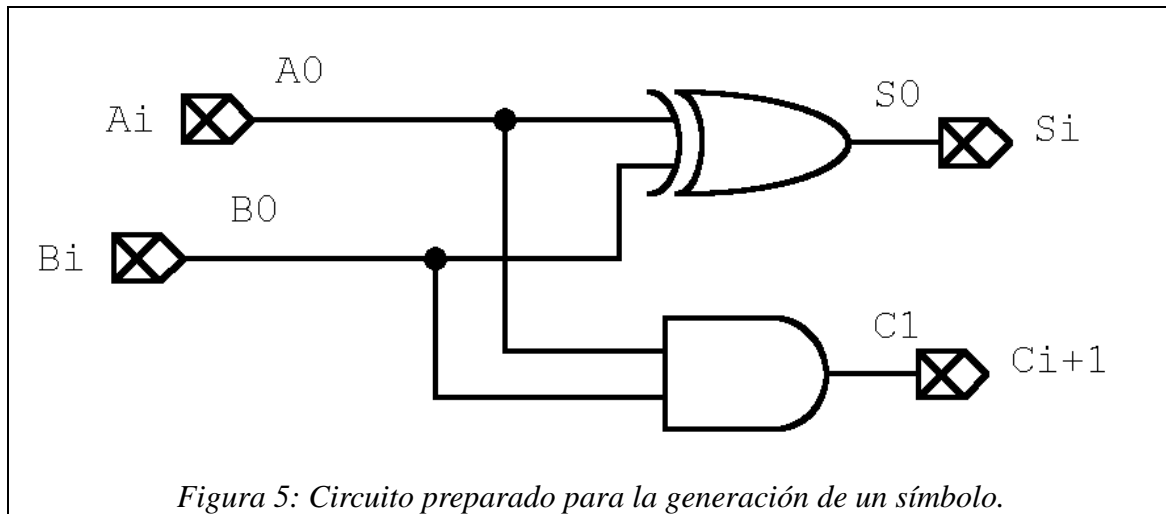 A0
Ai
S0
Si
B0
Bi
C1
Ci+1
Figura 5: Circuito preparado para la generación de un símbolo.